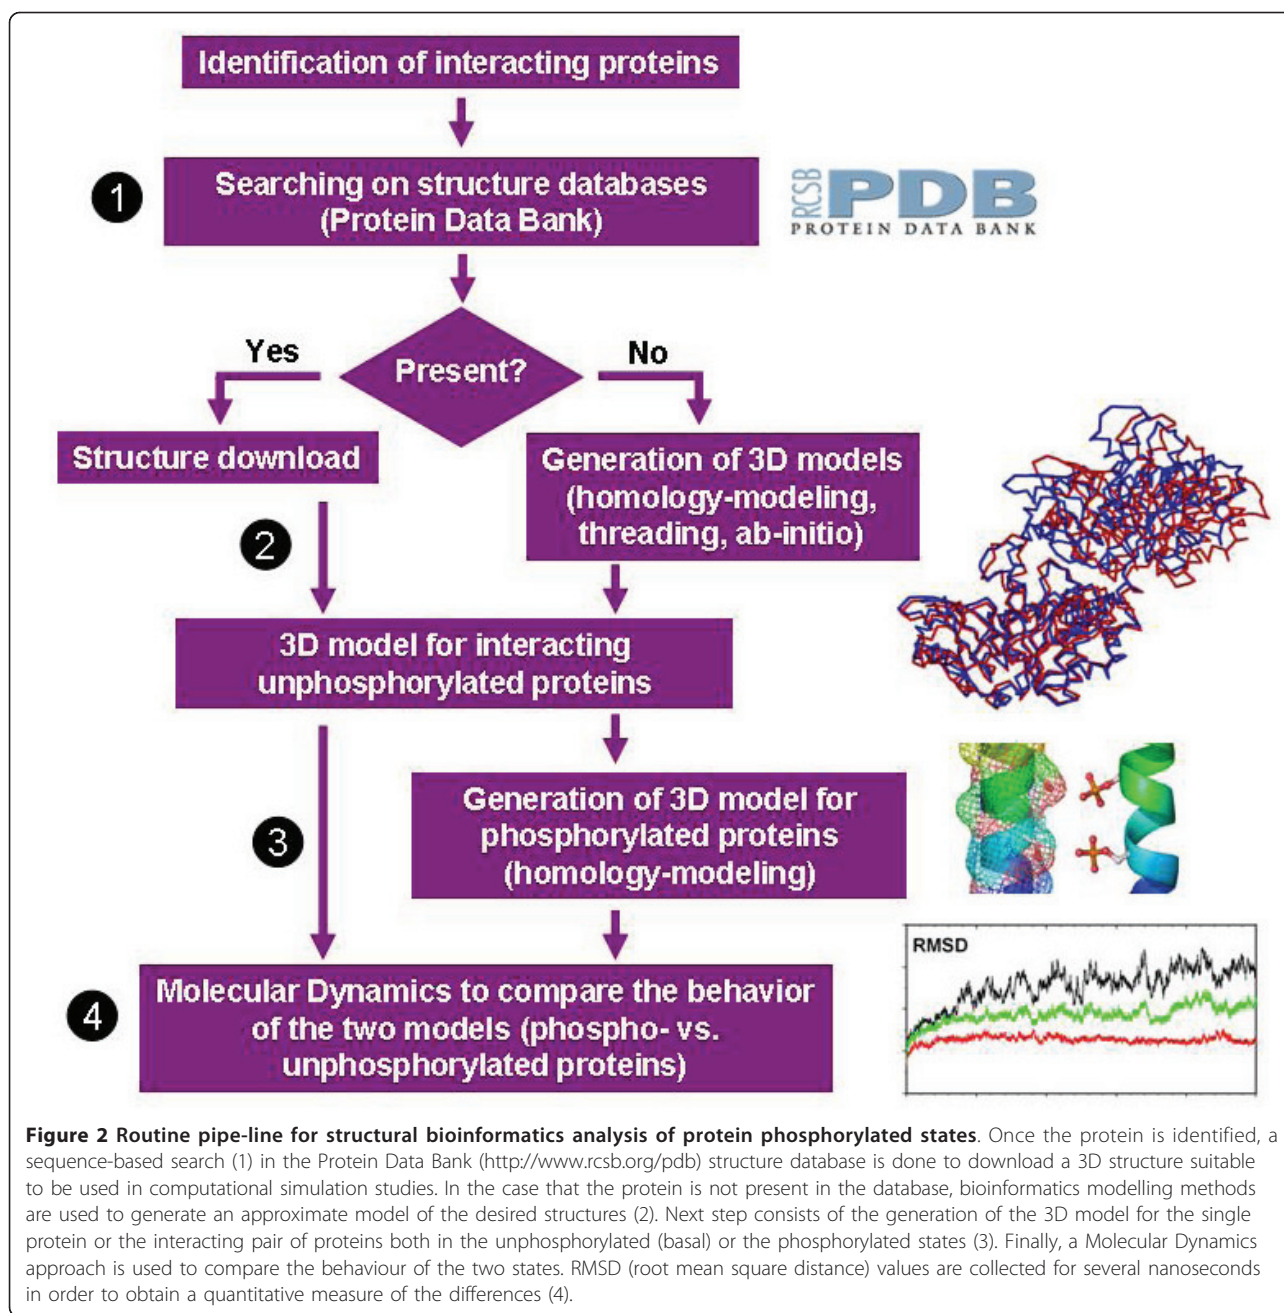 Identification of interacting proteins
1
Searching on structure databases
(Protein Data Bank)
RCSB
PDB
PROTEIN DATA BANK
Present?
Yes
No
Structure download
Generation of 3D models
(homology-modeling,
threading, ab-initio)
2
3D model for interacting
unphosphorylated proteins
3
Generation of 3D model for
phosphorylated proteins
(homology-modeling)
4
Molecular Dynamics to compare the behavior
of the two models (phospho- vs.
unphosphorylated proteins)
RMSD
Figure 2 Routine pipe-line for structural bioinformatics analysis of protein phosphorylated states. Once the protein is identified, a
sequence-based search (1) in the Protein Data Bank (http://www.rcsb.org/pdb) structure database is done to download a 3D structure suitable
to be used in computational simulation studies. In the case that the protein is not present in the database, bioinformatics modelling methods
are used to generate an approximate model of the desired structures (2). Next step consists of the generation of the 3D model for the single
protein or the interacting pair of proteins both in the unphosphorylated (basal) or the phosphorylated states (3). Finally, a Molecular Dynamics
approach is used to compare the behaviour of the two states. RMSD (root mean square distance) values are collected for several nanoseconds
in order to obtain a quantitative measure of the differences (4).